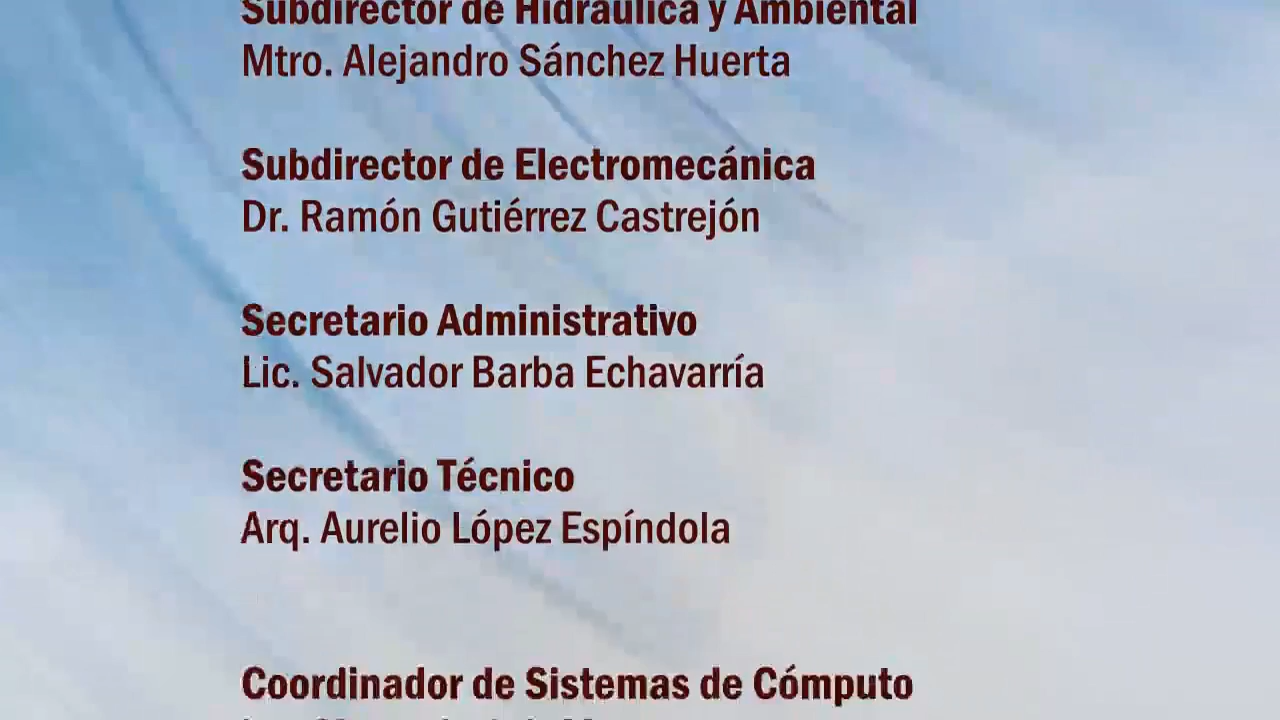 Subdirector de Hidráulica y Ambiental
Mtro. Alejandro Sánchez Huerta
Subdirector de Electromecánica
Dr. Ramón Gutiérrez Castrejón
Secretario Administrativo
Lic. Salvador Barba Echavarría
Secretario Técnico
Arq. Aurelio López Espíndola
Coordinador de Sistemas de Cómputo